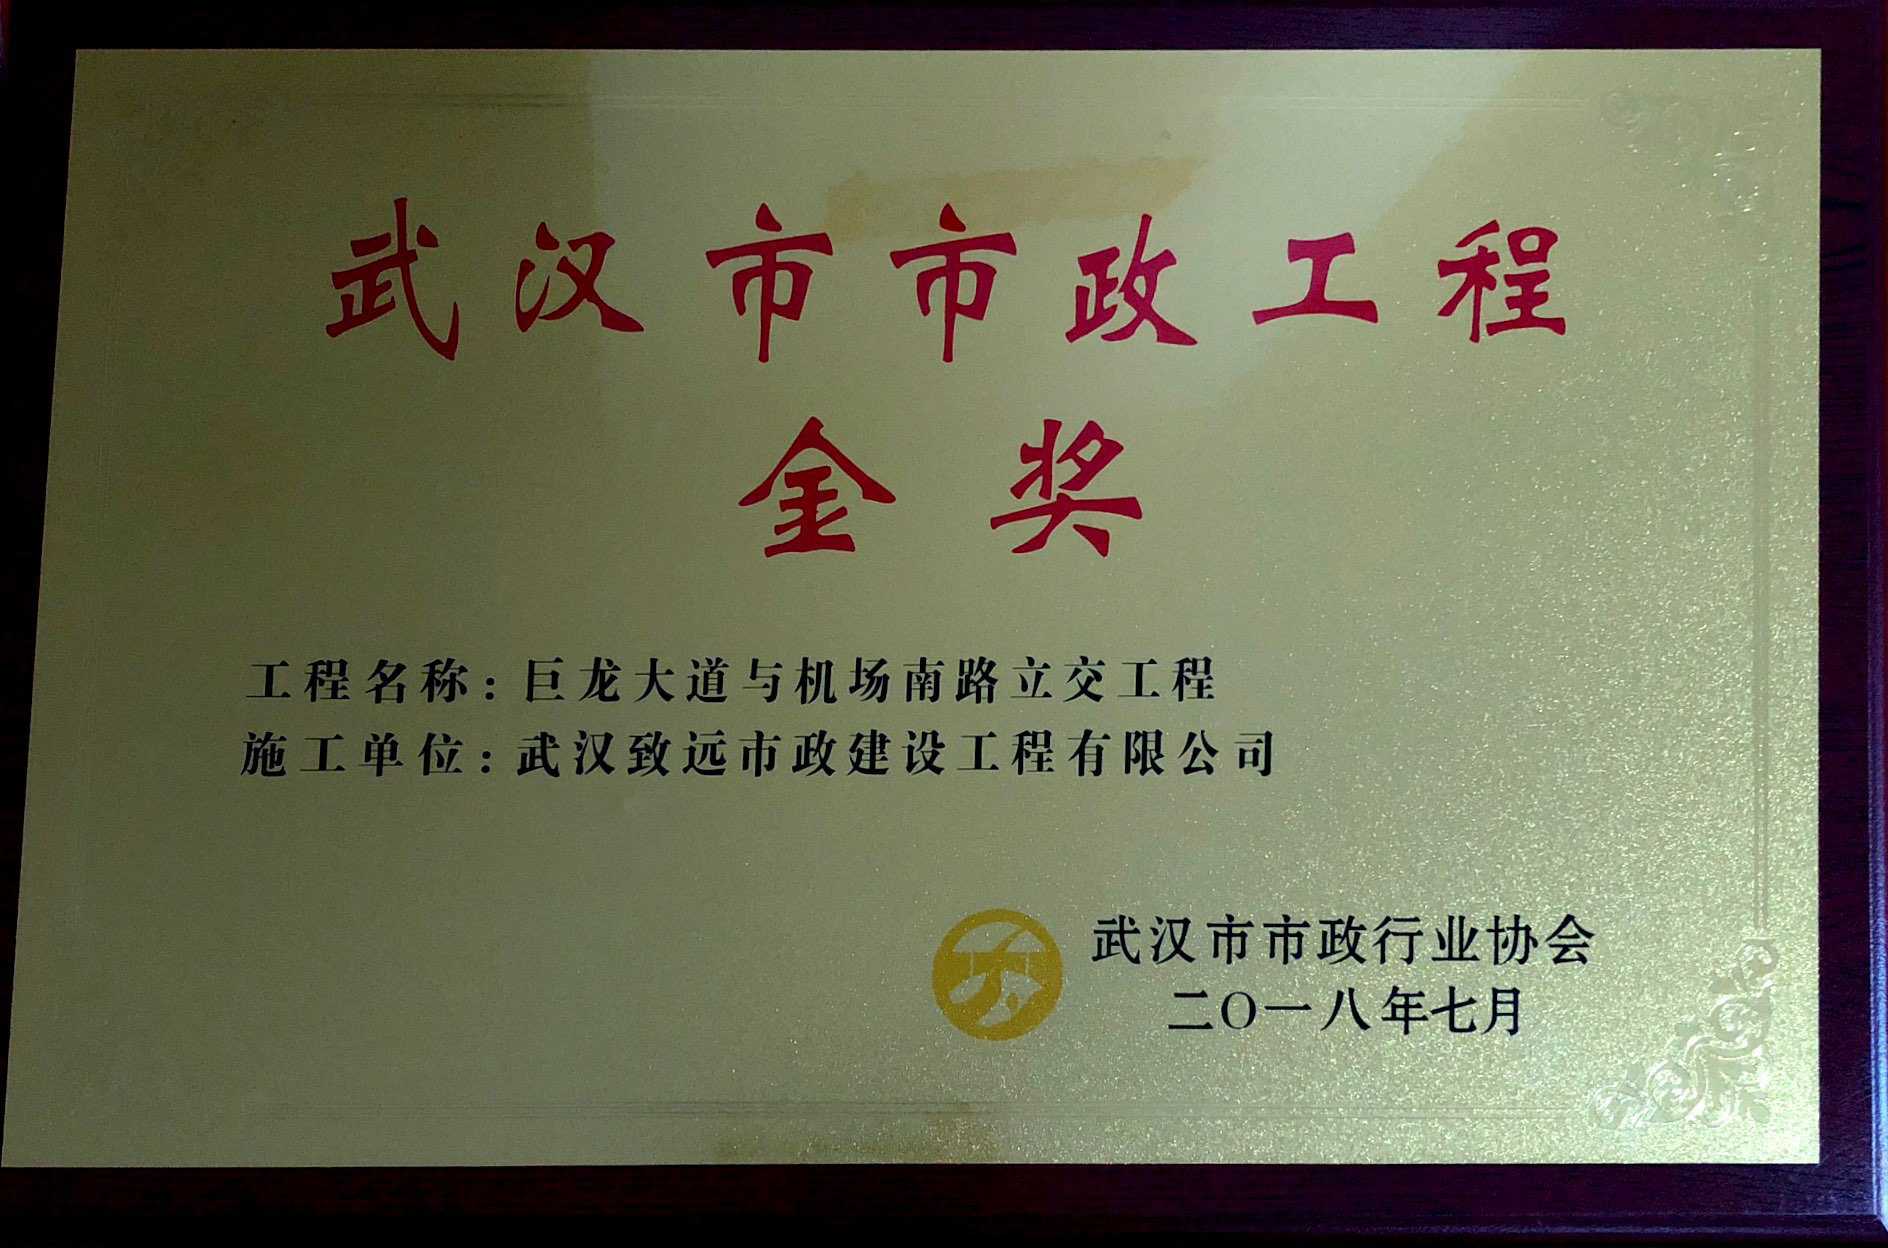 武汉市市政工程
金奖
工程名称：巨龙大道与机场南路立交工程
施工单位：武汉致远市政建设工程有限公司
武汉市市政行业协会
二〇一八年七月